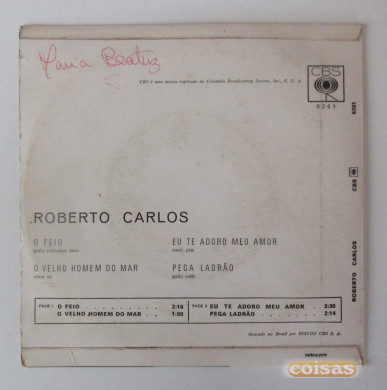 Maria Beatriz
CBS é uma marca registrada da Columbia Broadcasting System, Inc., E. U. A.
CBS
6263
6263
CBS
ROBERTO CARLOS
ROBERTO CARLOS
O FEIO
EU TE ADORO MEU AMOR
O VELHO HOMEM DO MAR
PEGA LADRÃO
FACE 1 O FEIO . . . . . . . . . 2:16
O VELHO HOMEM DO MAR . . 1:50
FACE 2 EU TE ADORO MEU AMOR . 2:30
PEGA LADRÃO . . . . . . . 2:14
Gravado no Brasil por DISCOS CBS S. A.
coisas